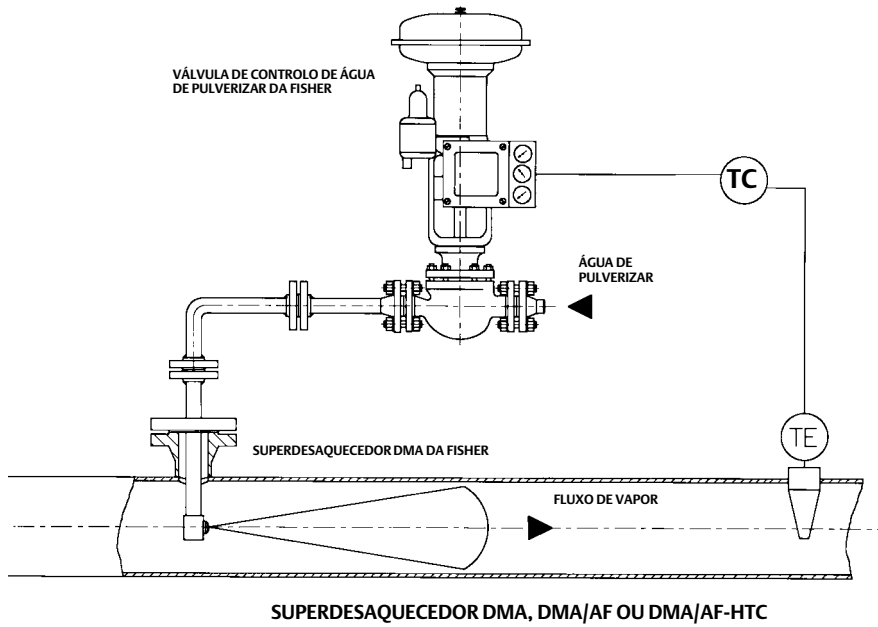 VÁLVULA DE CONTROLO DE ÁGUA
DE PULVERIZAR DA FISHER
TC
ÁGUA DE
PULVERIZAR
TE
SUPERDESAQUECEDOR DMA DA FISHER
FLUXO DE VAPOR
SUPERDESAQUECEDOR DMA, DMA/AF OU DMA/AF-HTC